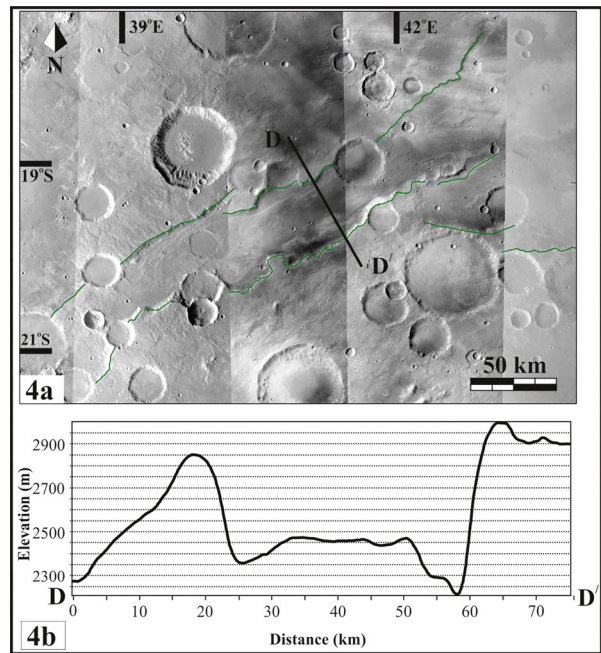 39°E
42°E
N
D
19°S
D/
21°S
50 km
4a
2900
2700
2500
2300
Elevation (m)
D
D/
0
10
20
30
40
50
60
70
4b
Distance (km)